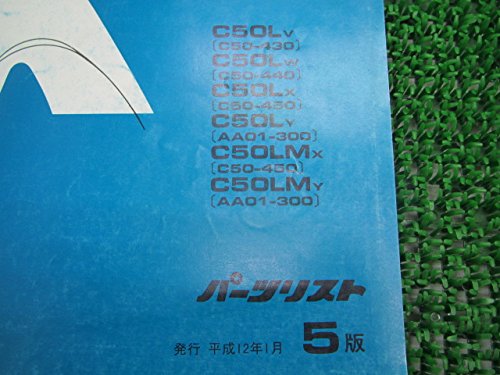 C50LV
(C50-430)
C50LW
(C50-440)
C50LX
(C50-450)
C50LY
(AA01-300)
C50LMX
(C50-450)
C50LMY
(AA01-300)
パーツリスト
発行 平成12年1月 5版